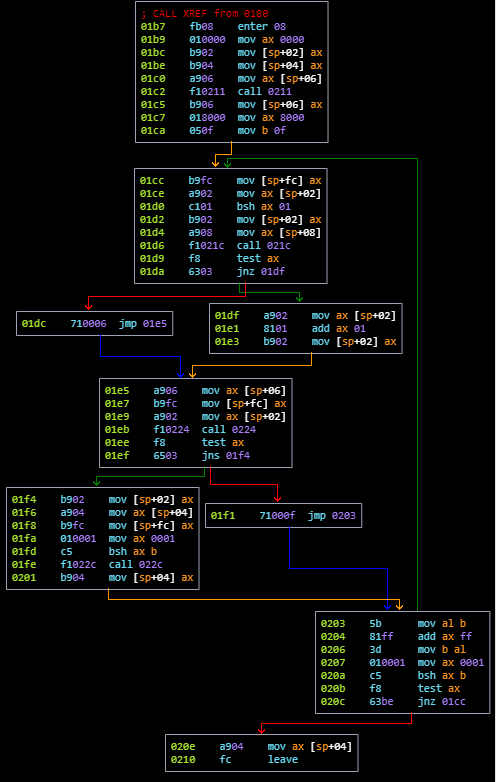 ; CALL XREF from 0180
01b7 fb08 enter 08
01b9 010000 mov ax 0000
01bc b902 mov [sp+02] ax
01be b904 mov [sp+04] ax
01c0 a906 mov ax [sp+06]
01c2 f10211 call 0211
01c5 b906 mov [sp+06] ax
01c7 018000 mov ax 8000
01ca 050f mov b 0f
01cc b9fc mov [sp+fc] ax
01ce a902 mov ax [sp+02]
01d0 c101 bsh ax 01
01d2 b902 mov [sp+02] ax
01d4 a908 mov ax [sp+08]
01d6 f1021c call 021c
01d9 f8 test ax
01da 6303 jnz 01df
01dc 710006 jmp 01e5
01df a902 mov ax [sp+02]
01e1 8101 add ax 01
01e3 b902 mov [sp+02] ax
01e5 a906 mov ax [sp+06]
01e7 b9fc mov [sp+fc] ax
01e9 a902 mov ax [sp+02]
01eb f10224 call 0224
01ee f8 test ax
01ef 6503 jns 01f4
01f4 b902 mov [sp+02] ax
01f6 a904 mov ax [sp+04]
01f8 b9fc mov [sp+fc] ax
01fa 010001 mov ax 0001
01fd c5 bsh ax b
01fe f1022c call 022c
0201 b904 mov [sp+04] ax
01f1 71000f jmp 0203
0203 5b mov al b
0204 81ff add ax ff
0206 3d mov b al
0207 010001 mov ax 0001
020a c5 bsh ax b
020b f8 test ax
020c 63be jnz 01cc
020e a904 mov ax [sp+04]
0210 fc leave